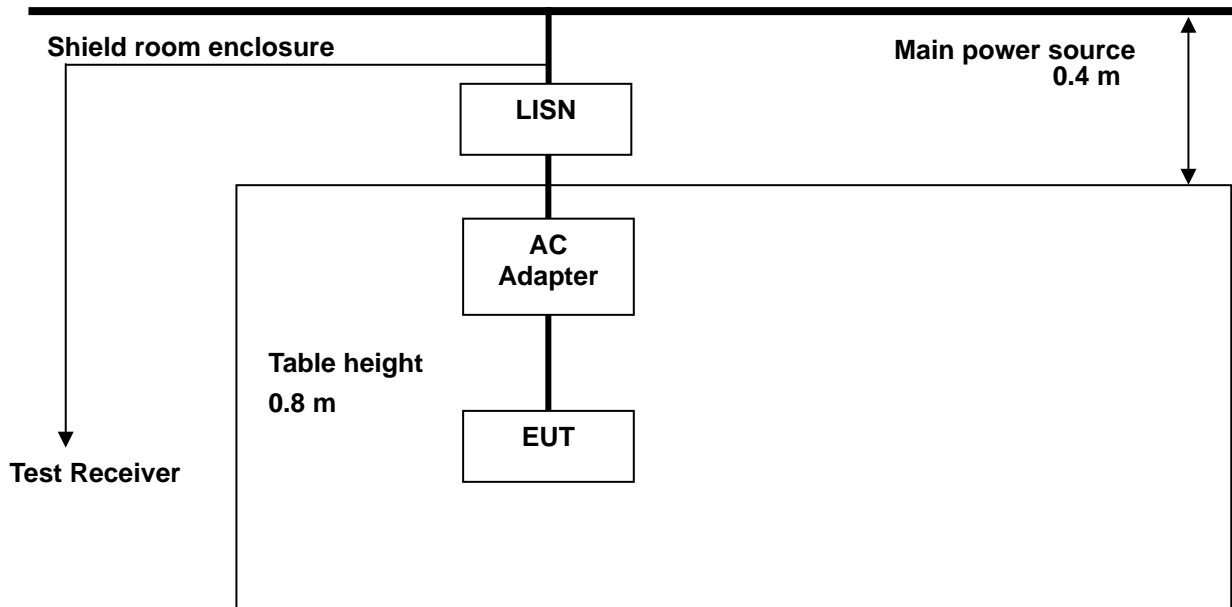 Shield room enclosure
Main power source
0.4 m
LISN
AC
Adapter
Table height
0.8 m
EUT
Test Receiver